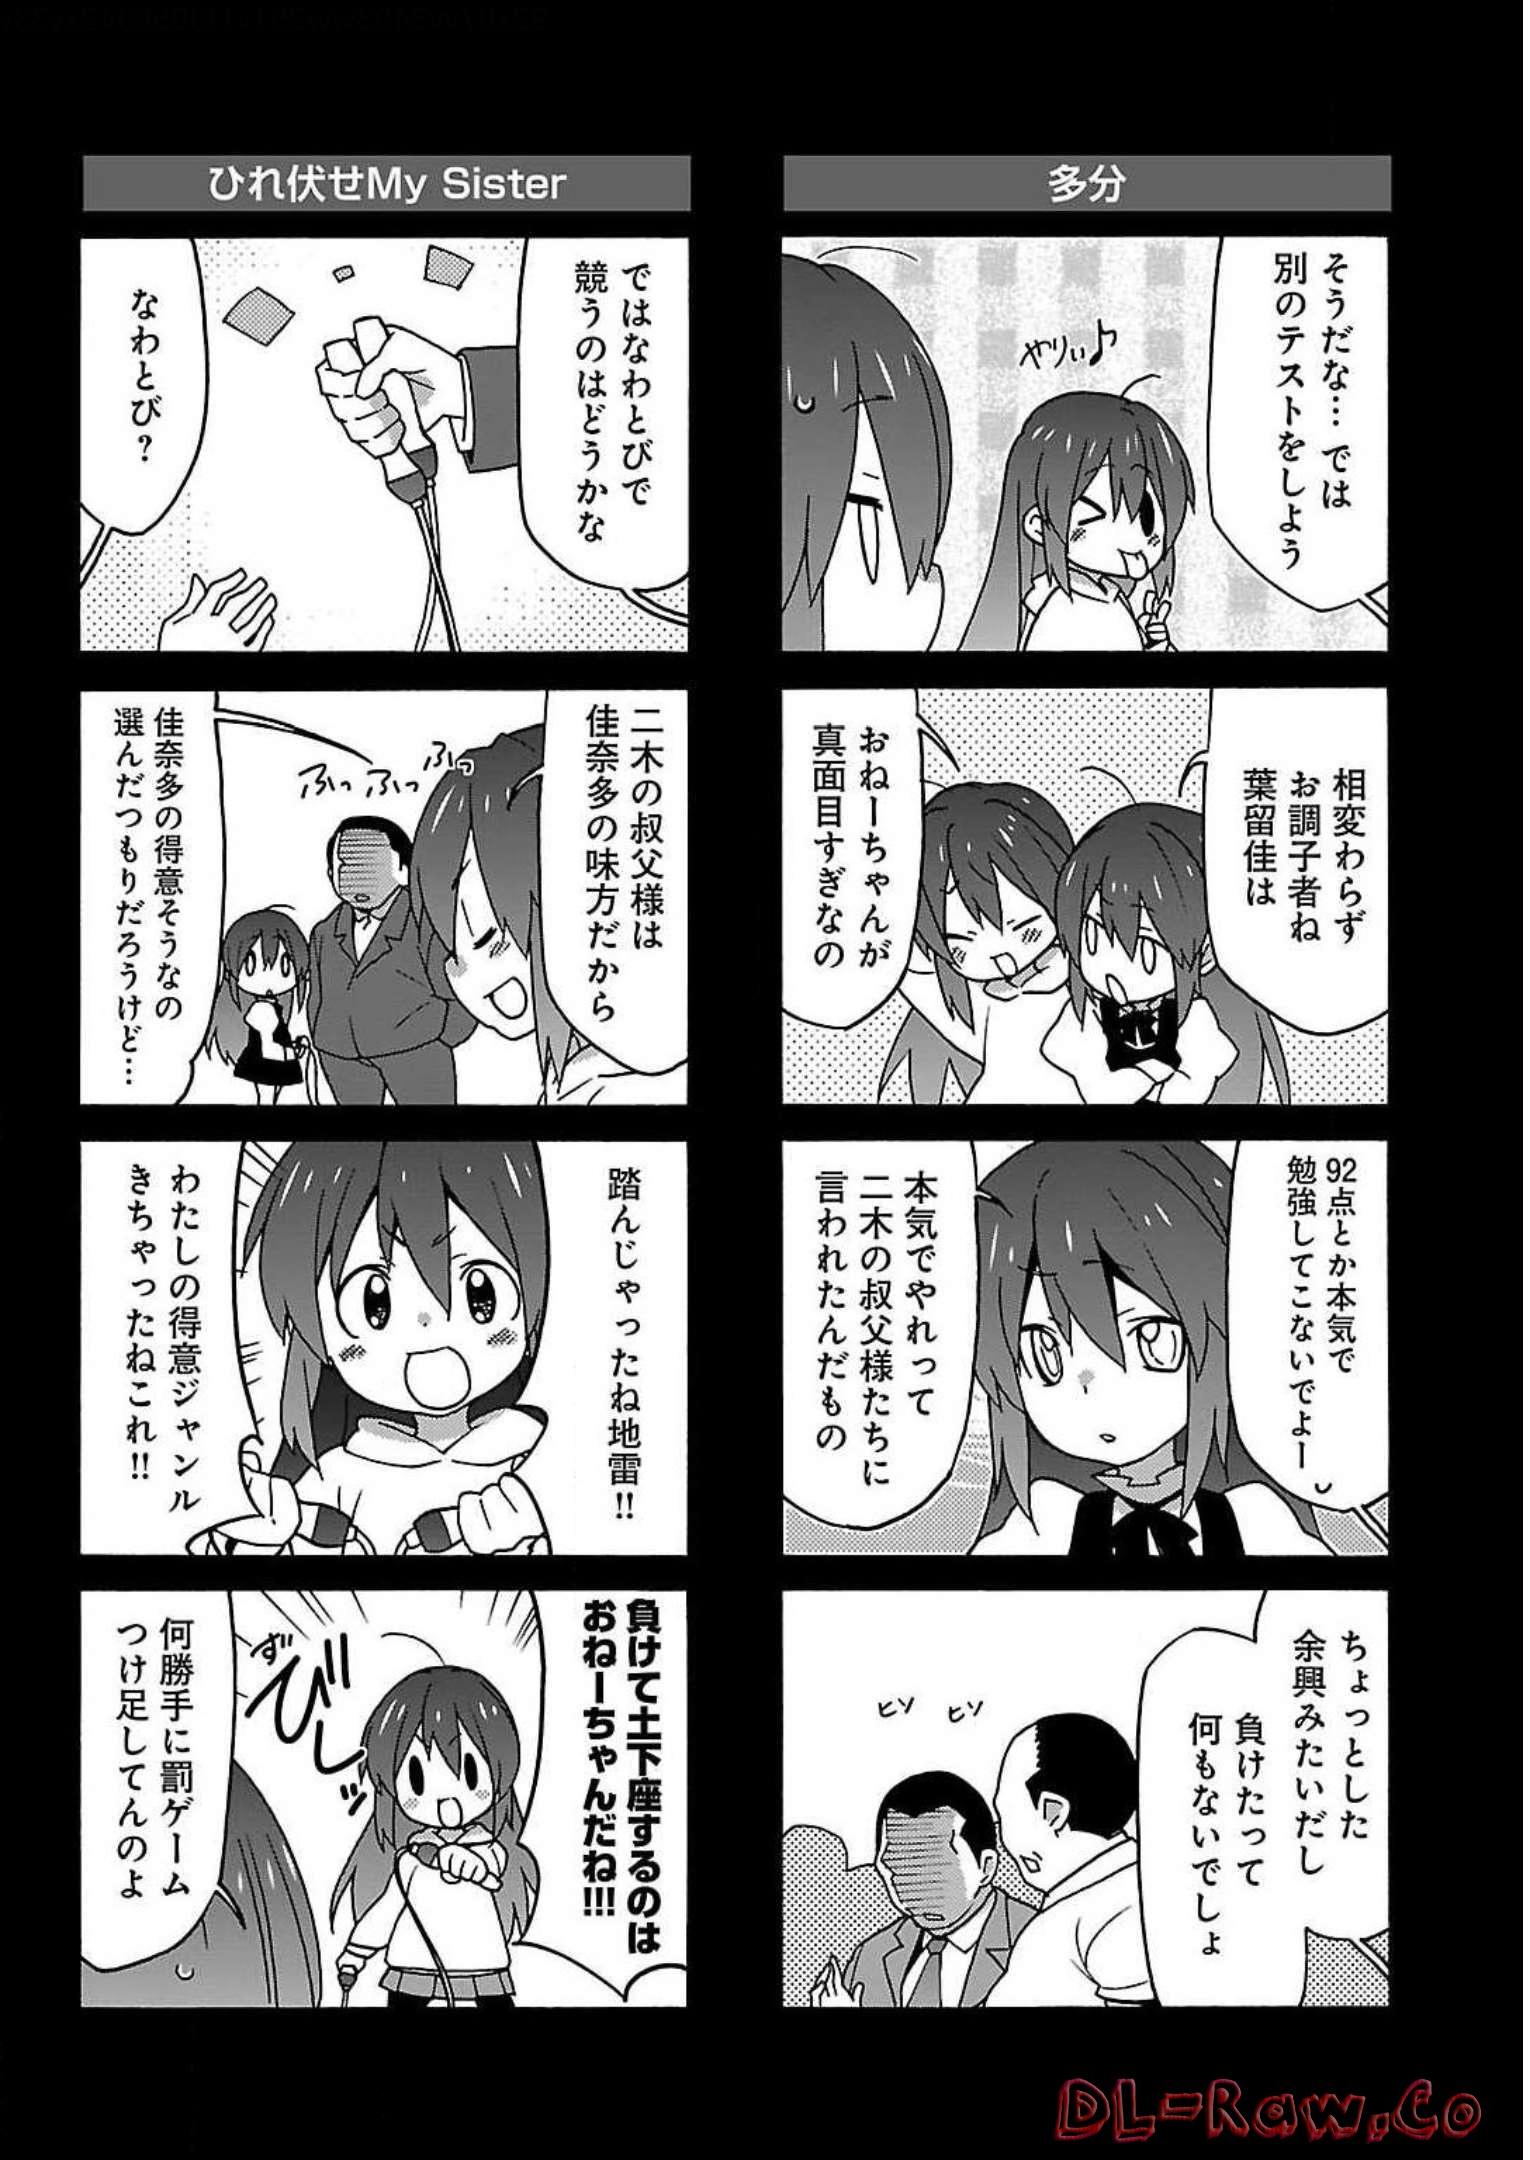 多分
そうだな…では
別のテストをしよう
やりぃ♪
相変わらず
お調子者ね
葉留佳は
おねーちゃんが
真面目すぎなの
92点とか本気で
勉強してこないでよー
本気でやれって
二木の叔父様たちに
言われたんだもの
ちょっとした
余興みたいだし
負けたって
何もないでしょ
ヒソ
ヒソ
ひれ伏せMy Sister
ではなわとびで
競うのはどうかな
なわとび?
二木の叔父様は
佳奈多の味方だから
ふっ
ふっ
ふっ
佳奈多の得意そうなの
選んだつもりだろうけど…
踏んじゃったね地雷!!
わたしの得意ジャンル
きちゃったねこれ!!
負けて土下座するのは
おねーちゃんだね!!!
ずびしっ
何勝手に罰ゲーム
つけ足してんのよ
DL-Raw.Co